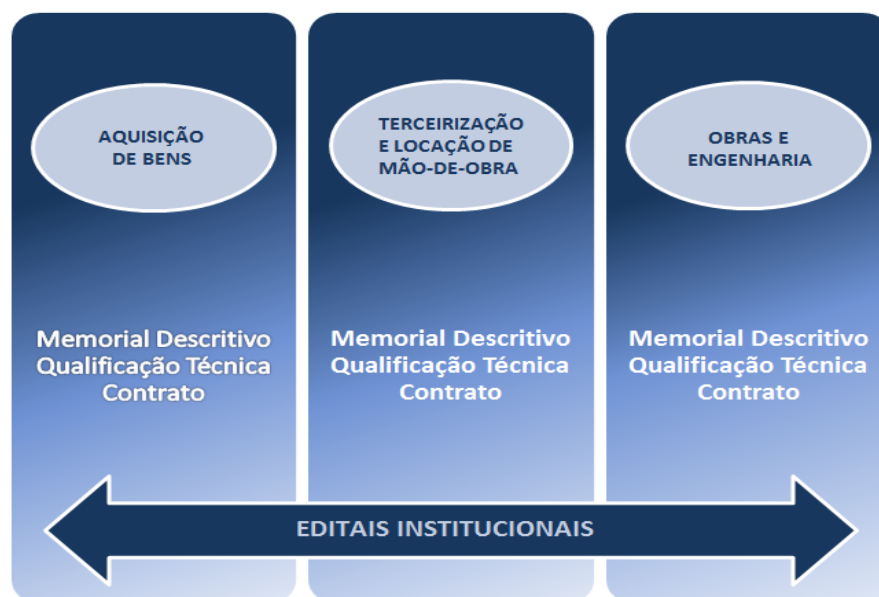 AQUISIÇÃO
DE BENS
Memorial Descritivo
Qualificação Técnica
Contrato
TERCEIRIZAÇÃO
E LOCAÇÃO DE
MÃO-DE-OBRA
Memorial Descritivo
Qualificação Técnica
Contrato
OBRAS E
ENGENHARIA
Memorial Descritivo
Qualificação Técnica
Contrato
EDITAIS INSTITUCIONAIS